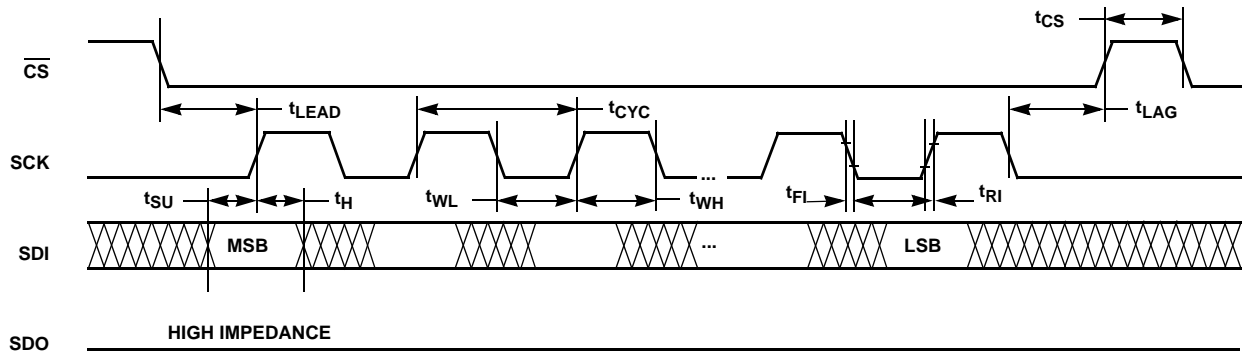 tCS
CS
tLEAD
tCYC
tLAG
SCK
...
tSU
tH
tWL
tWH
tFI
tRI
SDI
MSB
...
LSB
HIGH IMPEDANCE
SDO